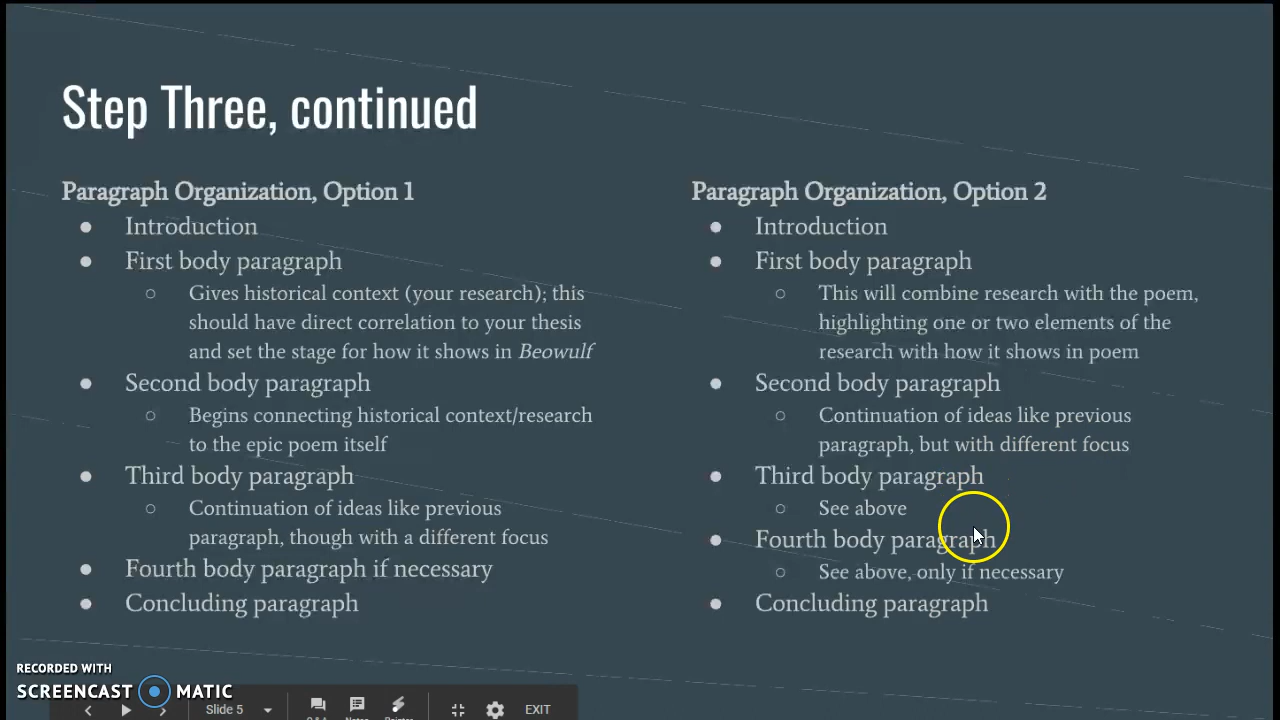 Step Three, continued
Paragraph Organization, Option 1
● Introduction
● First body paragraph
○ Gives historical context (your research); this
should have direct correlation to your thesis
and set the stage for how it shows in Beowulf
● Second body paragraph
○ Begins connecting historical context/research
to the epic poem itself
● Third body paragraph
○ Continuation of ideas like previous
paragraph, though with a different focus
● Fourth body paragraph if necessary
● Concluding paragraph
Paragraph Organization, Option 2
● Introduction
● First body paragraph
○ This will combine research with the poem,
highlighting one or two elements of the
research with how it shows in poem
● Second body paragraph
○ Continuation of ideas like previous
paragraph, but with different focus
● Third body paragraph
○ See above
● Fourth body paragraph
○ See above, only if necessary
● Concluding paragraph
RECORDED WITH
SCREENCAST MATIC
Slide 5
EXIT